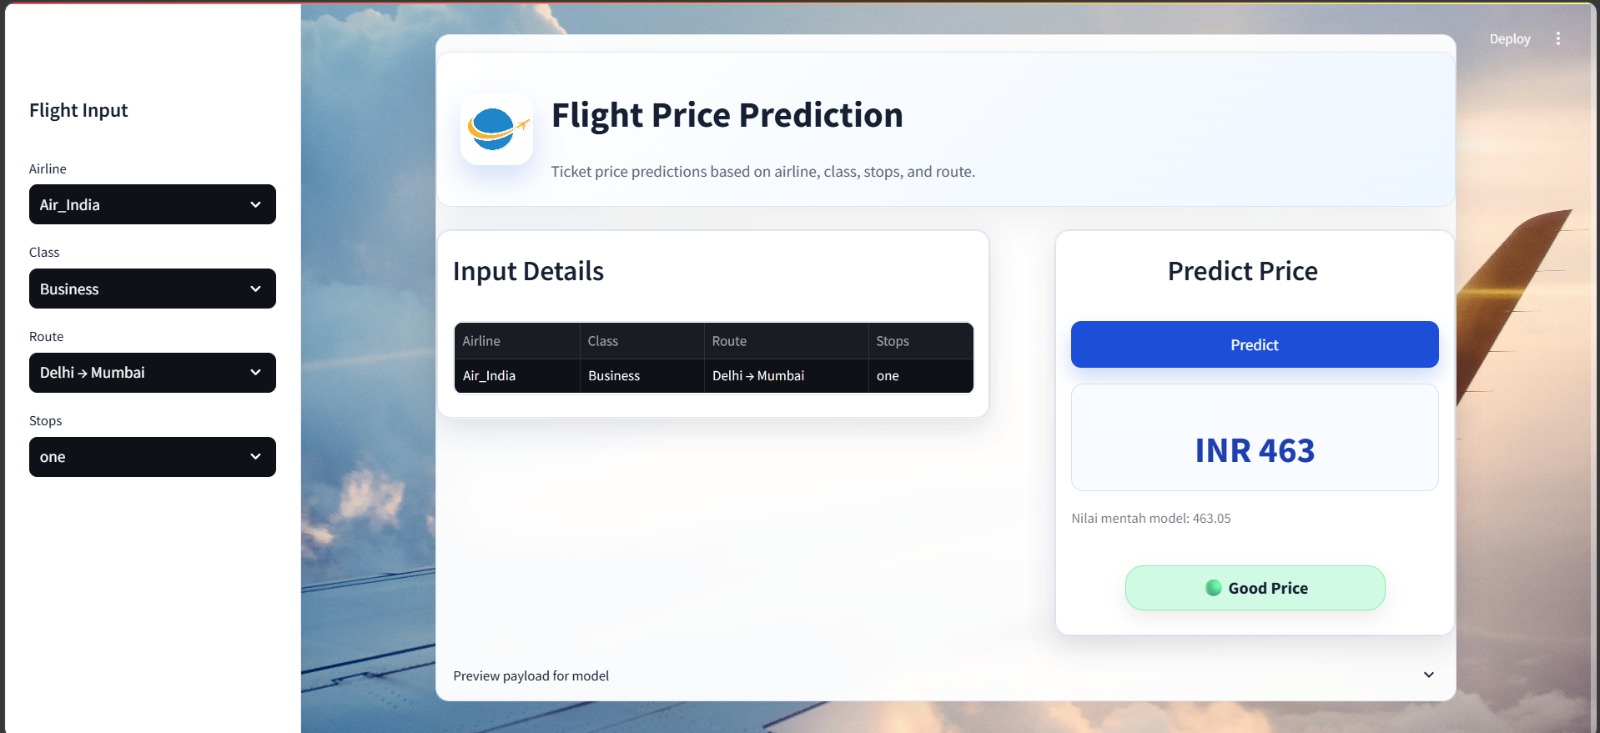 Deploy
Flight Input
Airline
Air_India
Class
Business
Route
Delhi → Mumbai
Stops
one
Flight Price Prediction
Ticket price predictions based on airline, class, stops, and route.
Input Details
Airline Class Route Stops
Air_India Business Delhi → Mumbai one
Predict Price
Predict
INR 463
Nilai mentah model: 463.05
Good Price
Preview payload for model